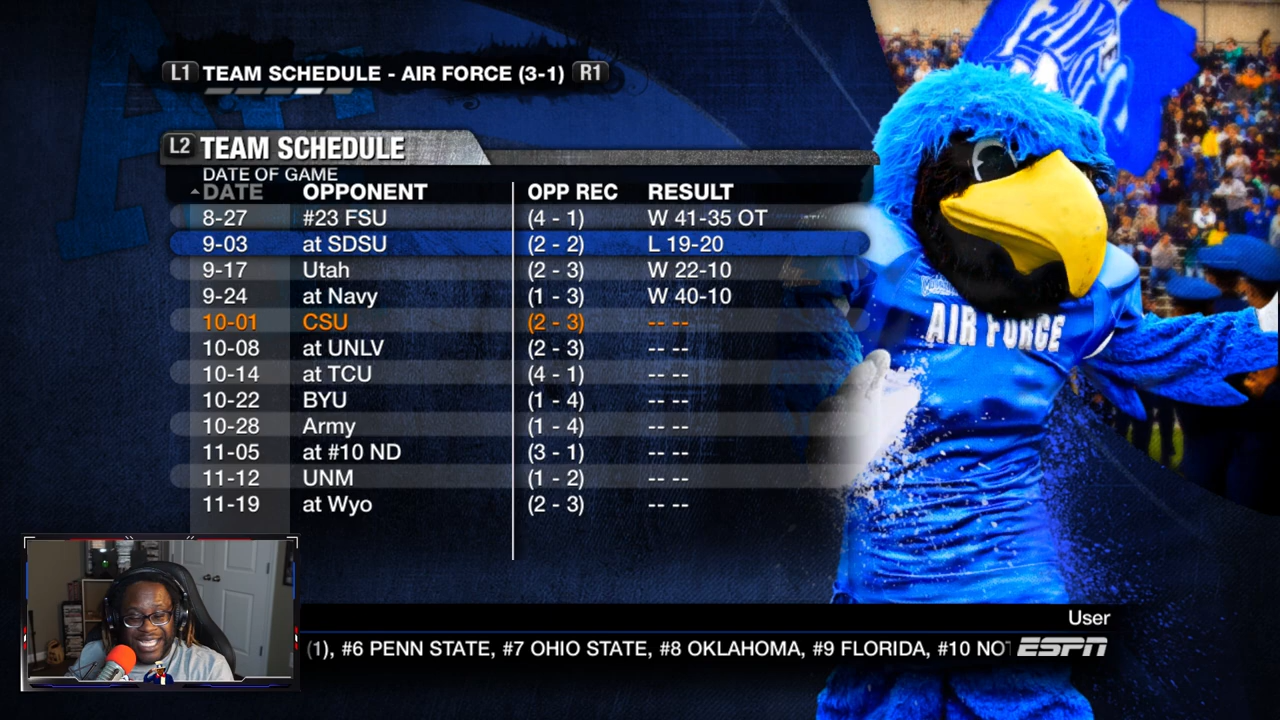 L1 TEAM SCHEDULE - AIR FORCE (3-1) R1
L2 TEAM SCHEDULE
DATE OF GAME
DATE OPPONENT OPP REC RESULT
8-27 #23 FSU (4 - 1) W 41-35 OT
9-03 at SDSU (2 - 2) L 19-20
9-17 Utah (2 - 3) W 22-10
9-24 at Navy (1 - 3) W 40-10
10-01 CSU (2 - 3) -- --
10-08 at UNLV (2 - 3) -- --
10-14 at TCU (4 - 1) -- --
10-22 BYU (1 - 4) -- --
10-28 Army (1 - 4) -- --
11-05 at #10 ND (3 - 1) -- --
11-12 UNM (1 - 2) -- --
11-19 at Wyo (2 - 3) -- --
AIR FORCE
User
(1), #6 PENN STATE, #7 OHIO STATE, #8 OKLAHOMA, #9 FLORIDA, #10 NO
ESPN